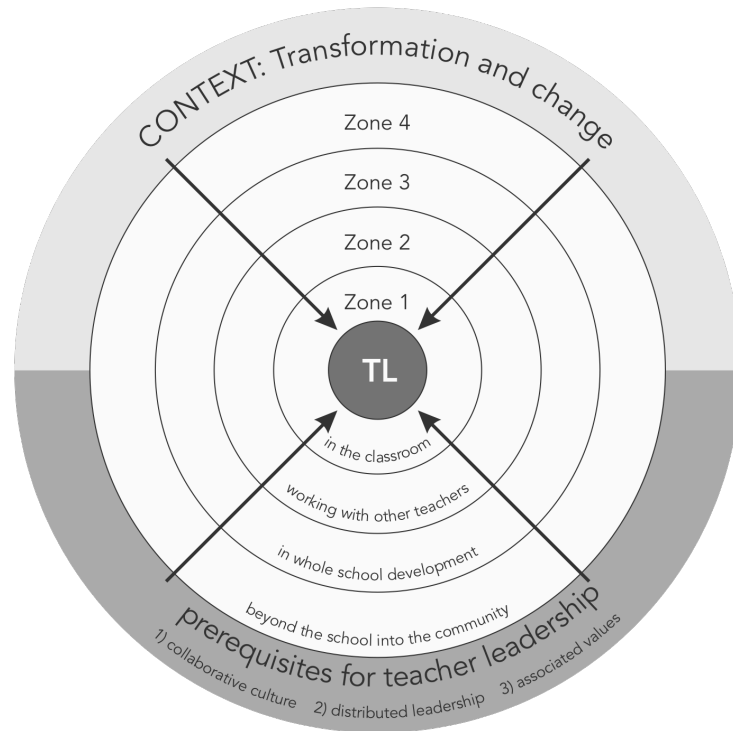 CONTEXT: Transformation and change
Zone 4
Zone 3
Zone 2
Zone 1
TL
in the classroom
working with other teachers
in whole school development
beyond the school into the community
prerequisites for teacher leadership
1) collaborative culture 2) distributed leadership 3) associated values